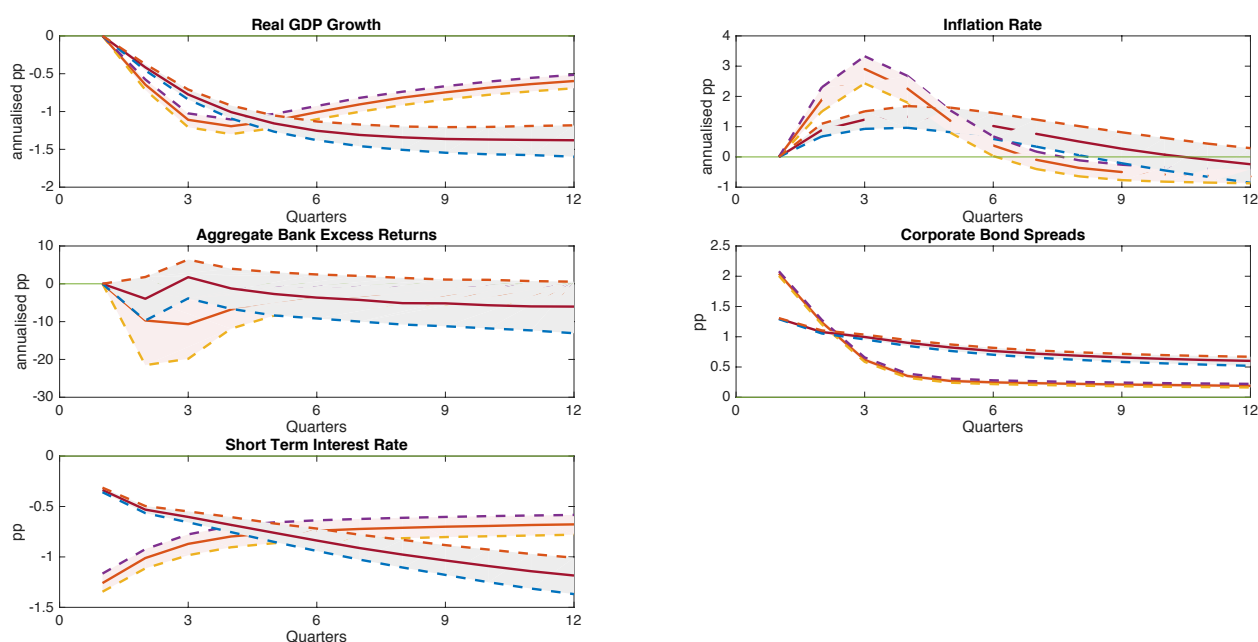 Real GDP Growth
0
-0.5
-1
-1.5
-2
annualised pp
0 3 6 9 12
Quarters
Inflation Rate
4
3
2
1
0
-1
annualised pp
0 3 6 9 12
Quarters
Aggregate Bank Excess Returns
10
0
-10
-20
-30
annualised pp
0 3 6 9 12
Quarters
Corporate Bond Spreads
2.5
2
1.5
1
0.5
0
pp
0 3 6 9 12
Quarters
Short Term Interest Rate
0
-0.5
-1
-1.5
pp
0 3 6 9 12
Quarters